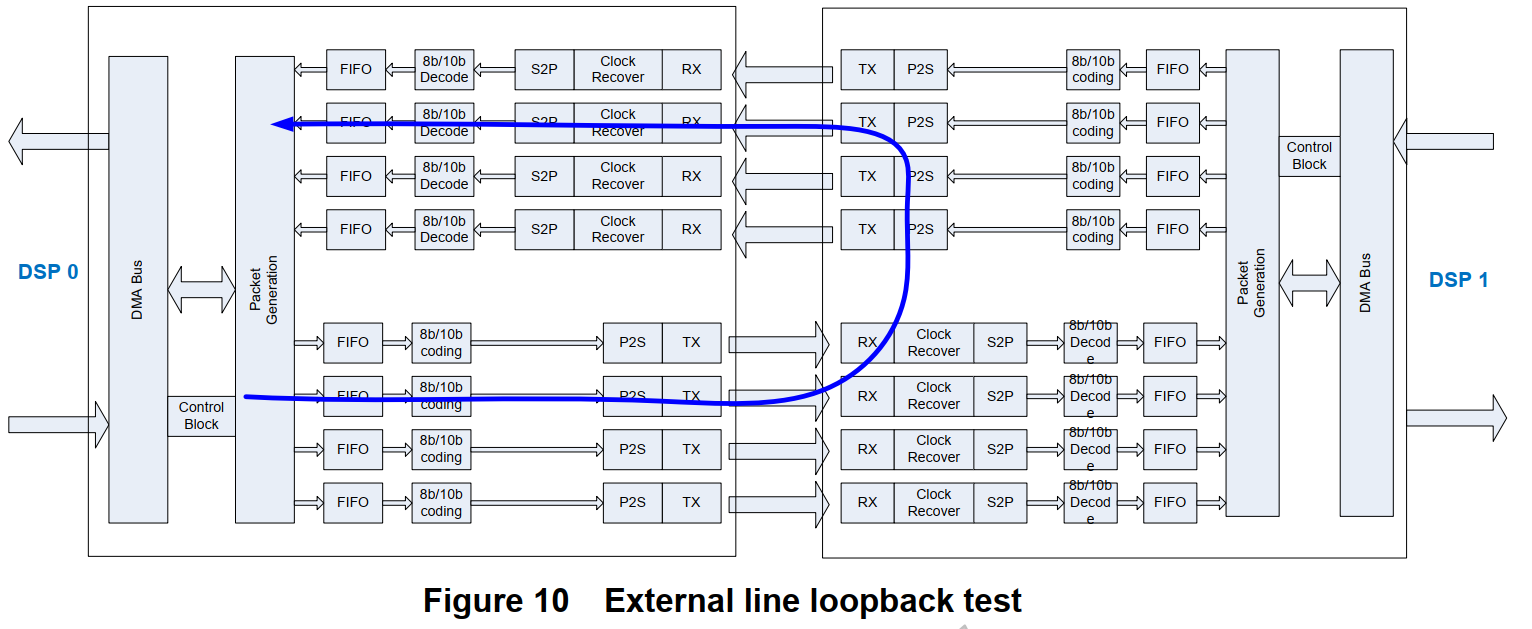 FIFO 8b/10b Decode S2P Clock Recover RX TX P2S 8b/10b coding FIFO
FIFO 8b/10b Decode S2P Clock Recover RX TX P2S 8b/10b coding FIFO
Control Block
FIFO 8b/10b Decode S2P Clock Recover RX TX P2S 8b/10b coding FIFO
FIFO 8b/10b Decode S2P Clock Recover RX TX P2S 8b/10b coding FIFO
DSP 0
DMA Bus
Packet Generation
Packet Generation
DMA Bus
DSP 1
FIFO 8b/10b coding P2S TX RX Clock Recover S2P 8b/10b Decode FIFO
FIFO 8b/10b coding P2S TX RX Clock Recover S2P 8b/10b Decode FIFO
Control Block
FIFO 8b/10b coding P2S TX RX Clock Recover S2P 8b/10b Decode FIFO
FIFO 8b/10b coding P2S TX RX Clock Recover S2P 8b/10b Decode FIFO
Figure 10 External line loopback test